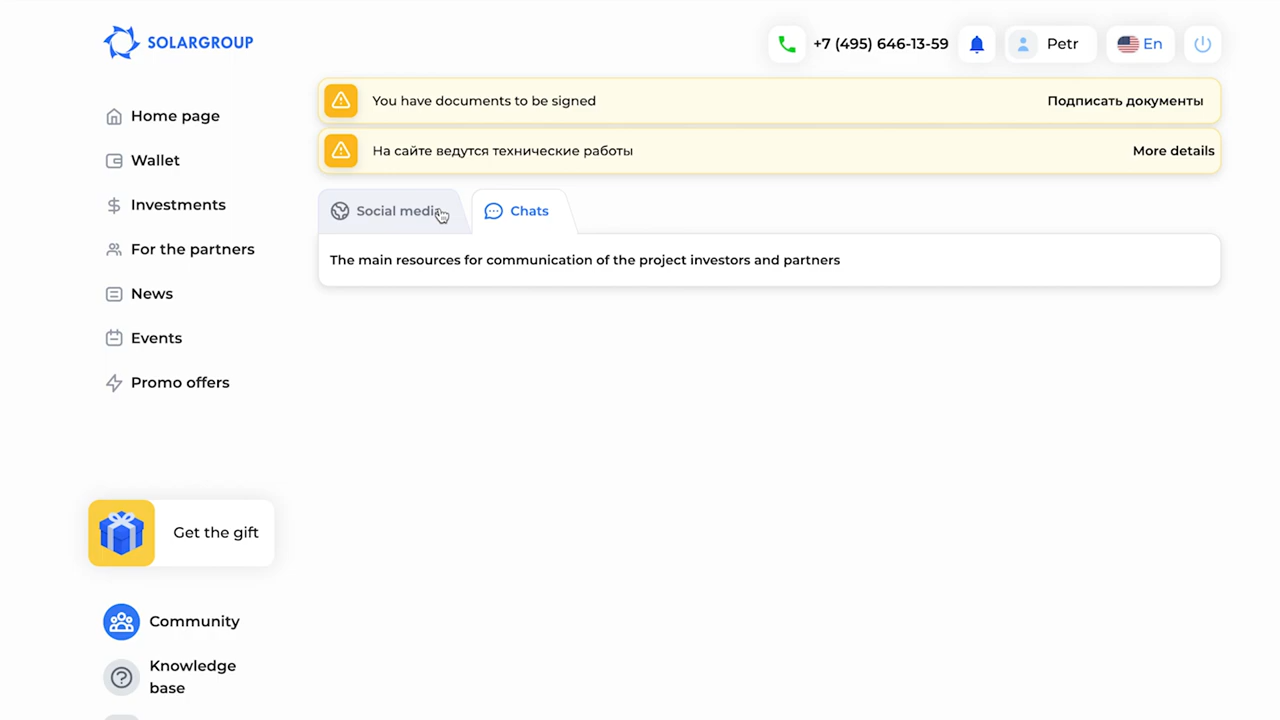 SOLARGROUP
+7 (495) 646-13-59
Petr
En
Home page
Wallet
Investments
For the partners
News
Events
Promo offers
Get the gift
Community
Knowledge
base
You have documents to be signed
Подписать документы
На сайте ведутся технические работы
More details
Social media
Chats
The main resources for communication of the project investors and partners